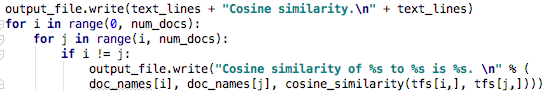 output_file.write(text_lines + "Cosine similarity.\n" + text_lines)
for i in range(0, num_docs):
    for j in range(i, num_docs):
        if i != j:
            output_file.write("Cosine similarity of %s to %s is %s. \n" % (
            doc_names[i], doc_names[j], cosine_similarity(tfs[i,], tfs[j,])))